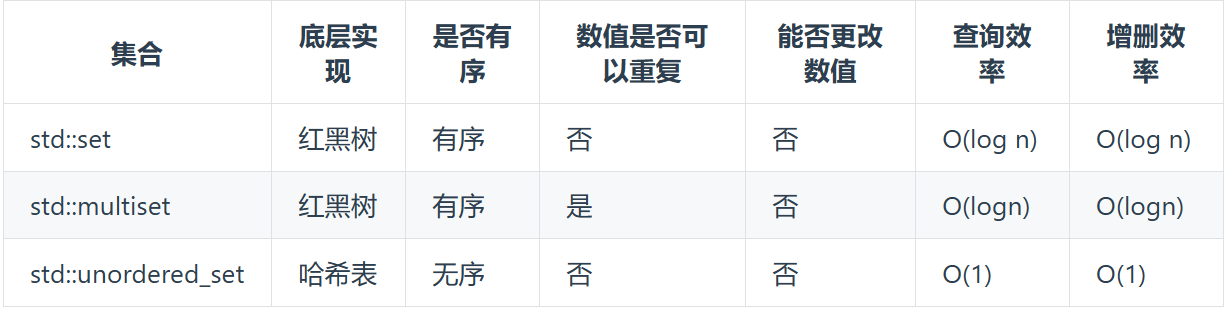 集合
底层实
现
是否有
序
数值是否可
以重复
能否更改
数值
查询效
率
增删效
率
std::set
红黑树
有序
否
否
O(log n)
O(log n)
std::multiset
红黑树
有序
是
否
O(logn)
O(logn)
std::unordered_set
哈希表
无序
否
否
O(1)
O(1)